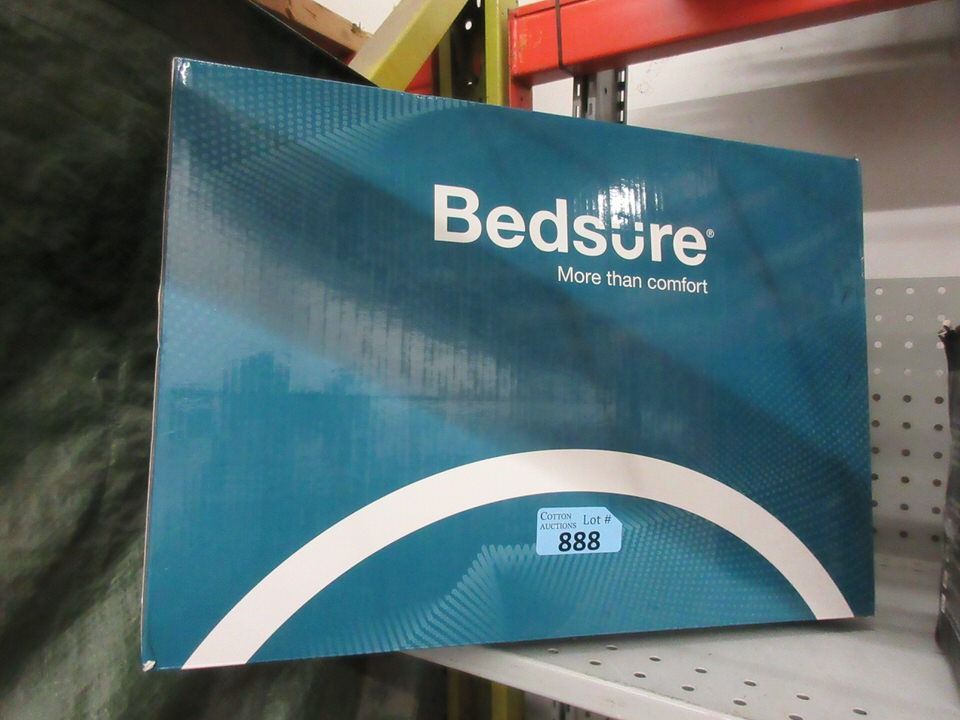 Bedsure®
More than comfort
COTTON
AUCTIONS Lot #
888